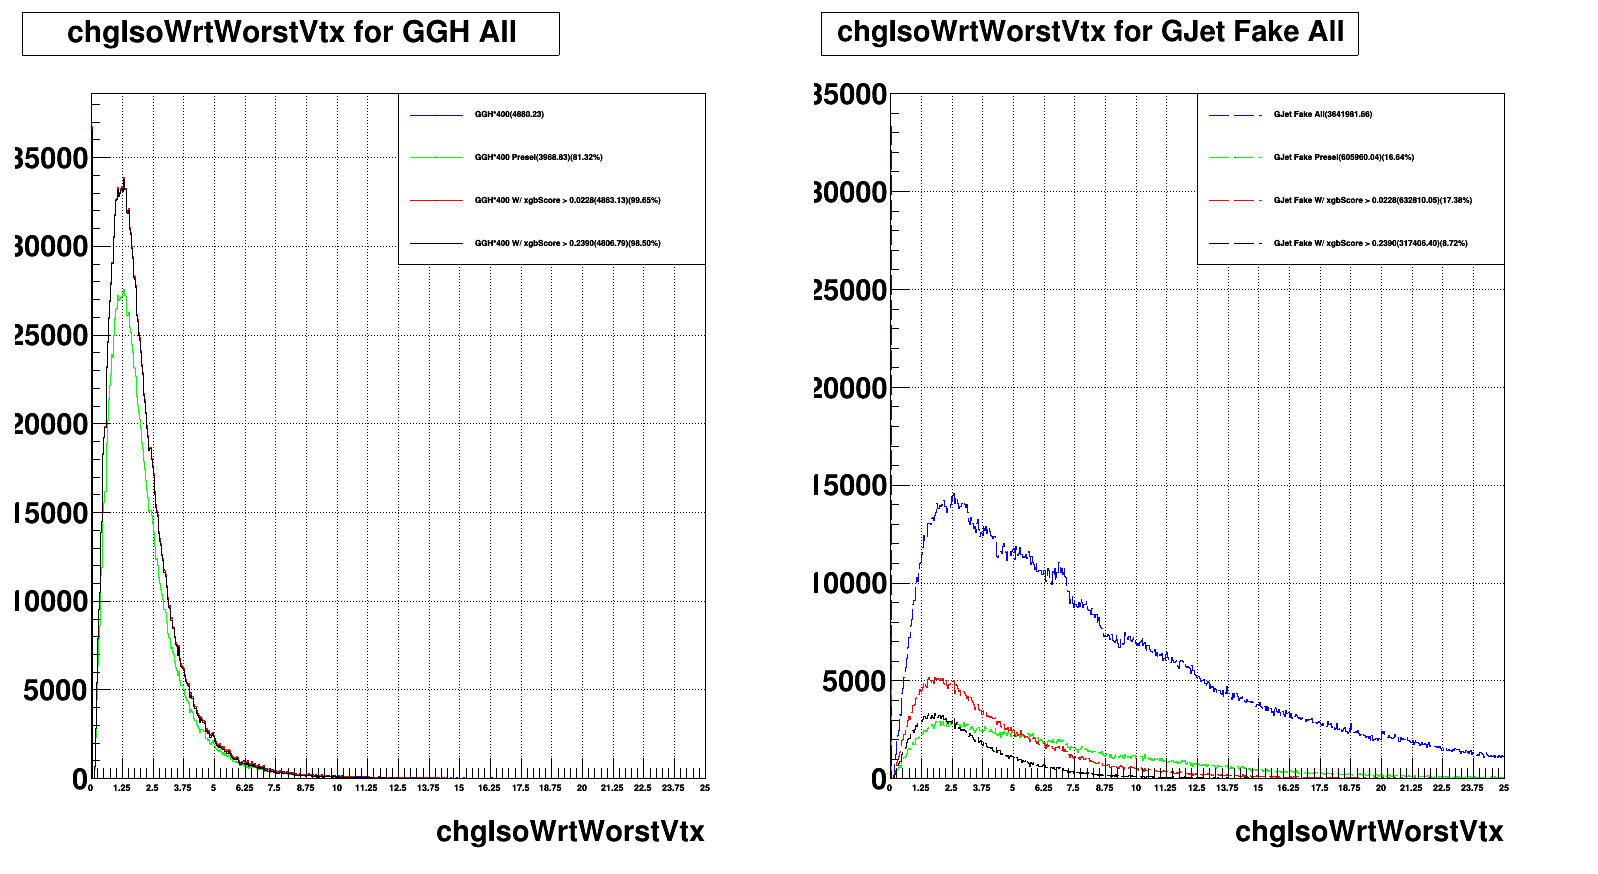 chgIsoWrtWorstVtx for GGH All
GGH*400(4880.23)
GGH*400 Presel(3968.83)(81.32%)
GGH*400 W/ xgbScore > 0.0228(4863.13)(99.65%)
GGH*400 W/ xgbScore > 0.2390(4806.79)(98.50%)
35000
30000
25000
20000
15000
10000
5000
0
0 1.25 2.5 3.75 5 6.25 7.5 8.75 10 11.25 12.5 13.75 15 16.25 17.5 18.75 20 21.25 22.5 23.75 25
chgIsoWrtWorstVtx
chgIsoWrtWorstVtx for GJet Fake All
GJet Fake All(3641981.66)
GJet Fake Presel(605960.04)(16.64%)
GJet Fake W/ xgbScore > 0.0228(632810.05)(17.38%)
GJet Fake W/ xgbScore > 0.2390(317406.40)(8.72%)
35000
30000
25000
20000
15000
10000
5000
0
0 1.25 2.5 3.75 5 6.25 7.5 8.75 10 11.25 12.5 13.75 15 16.25 17.5 18.75 20 21.25 22.5 23.75 25
chgIsoWrtWorstVtx